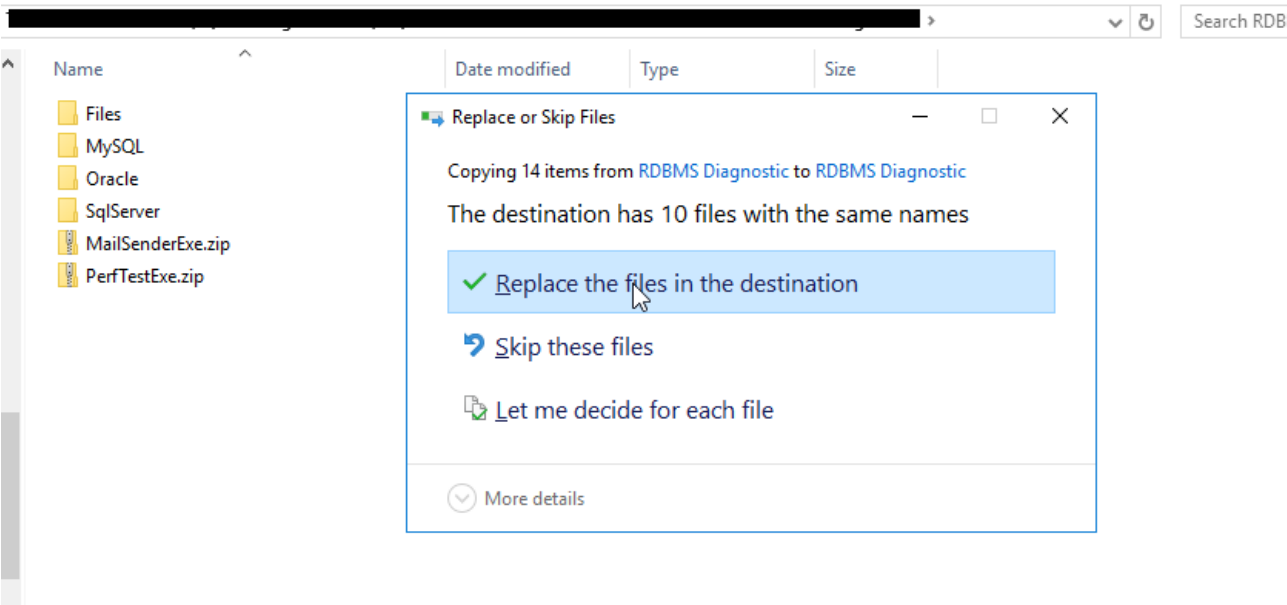 Search RDB
Name Date modified Type Size
Files
MySQL
Oracle
SqlServer
MailSenderExe.zip
PerfTestExe.zip
Replace or Skip Files
Copying 14 items from RDBMS Diagnostic to RDBMS Diagnostic
The destination has 10 files with the same names
Replace the files in the destination
Skip these files
Let me decide for each file
More details